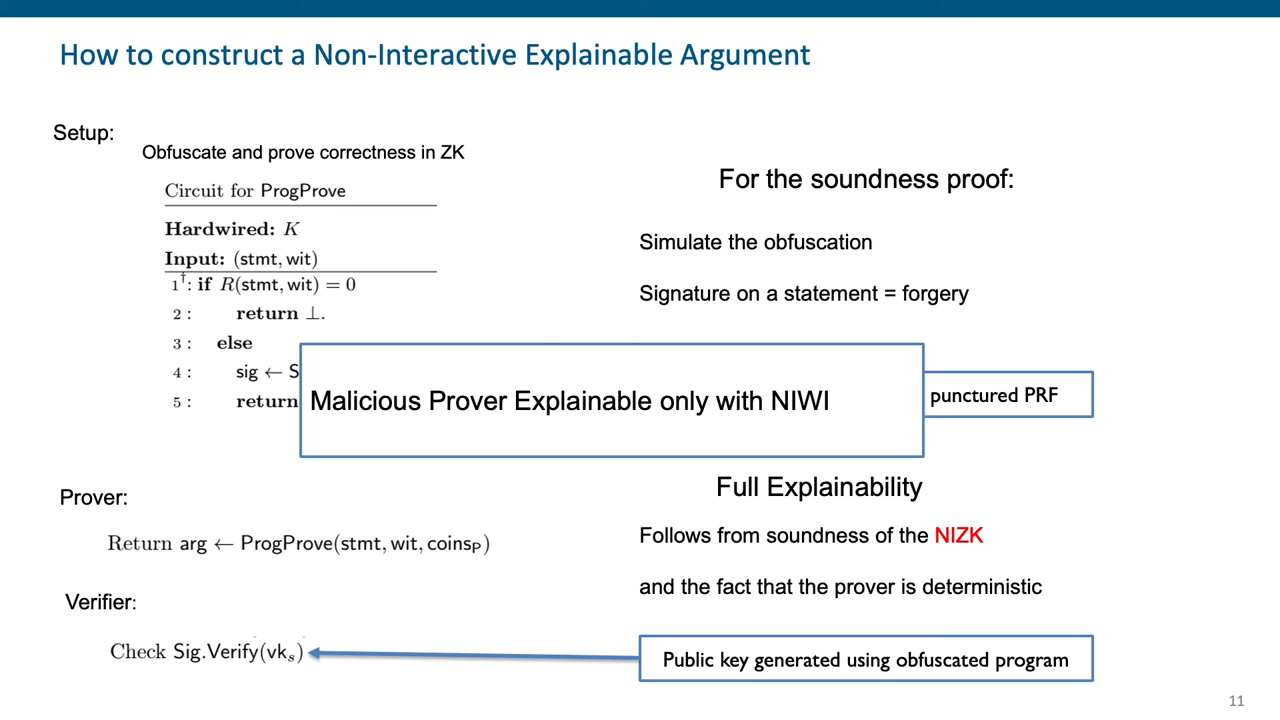 How to construct a Non-Interactive Explainable Argument
Setup:
Obfuscate and prove correctness in ZK
Circuit for ProgProve
Hardwired: K
Input: (stmt, wit)
1†: if R(stmt, wit) = 0
2 : return ⊥.
3 : else
4 : sig ← S
5 : return
For the soundness proof:
Simulate the obfuscation
Signature on a statement = forgery
Malicious Prover Explainable only with NIWI
punctured PRF
Prover:
Return arg ← ProgProve(stmt, wit, coinsP)
Verifier:
Check Sig.Verify(vks)
Full Explainability
Follows from soundness of the NIZK
and the fact that the prover is deterministic
Public key generated using obfuscated program
11